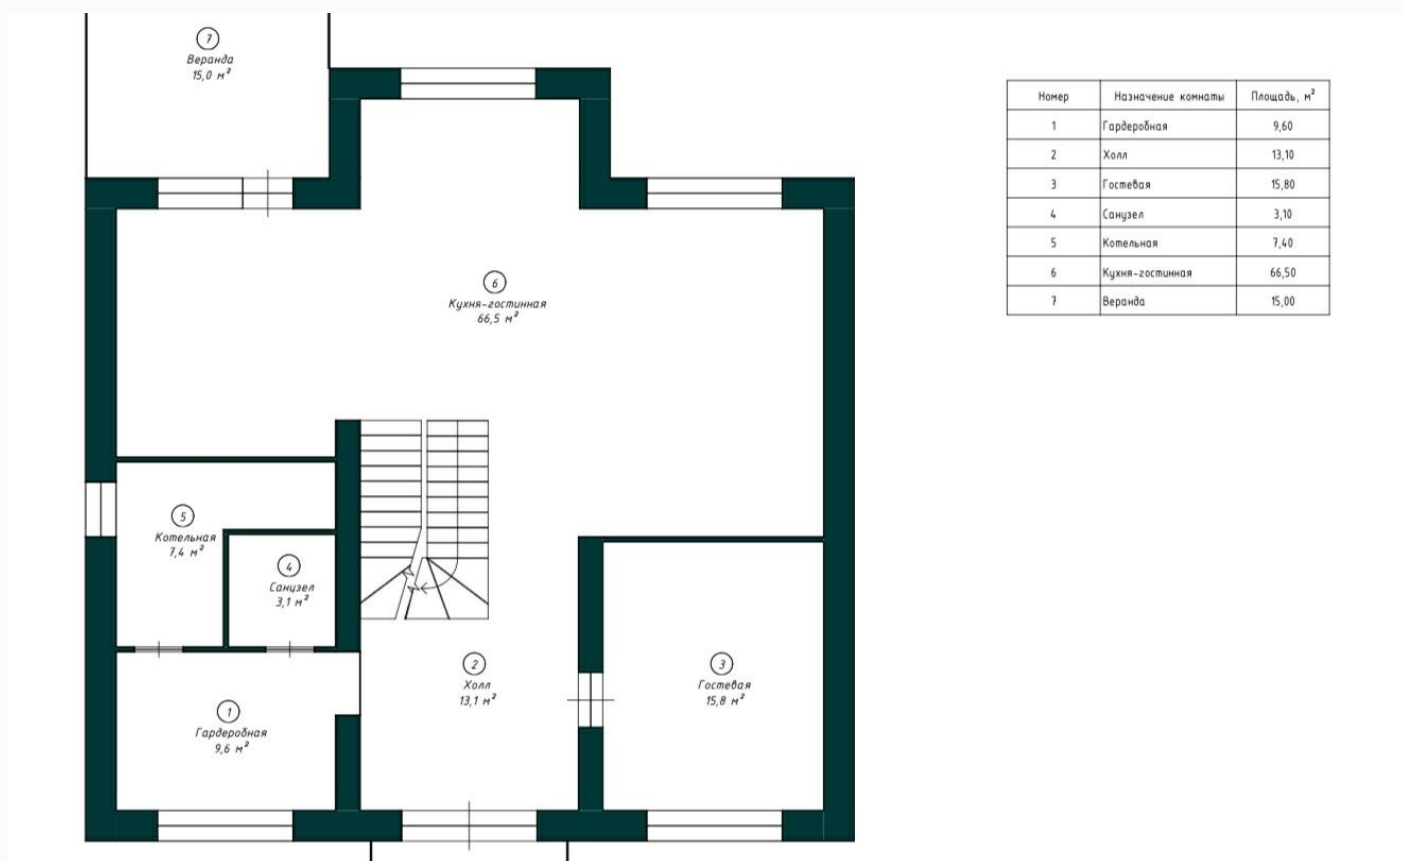 7
Веранда
15,0 м²
6
Кухня-гостинная
66,5 м²
5
Котельная
7,4 м²
4
Санузел
3,1 м²
2
Холл
13,1 м²
3
Гостевая
15,8 м²
1
Гардеробная
9,6 м²
Номер Назначение комнаты Площадь, м²
1 Гардеробная 9,60
2 Холл 13,10
3 Гостевая 15,80
4 Санузел 3,10
5 Котельная 7,40
6 Кухня-гостинная 66,50
7 Веранда 15,00